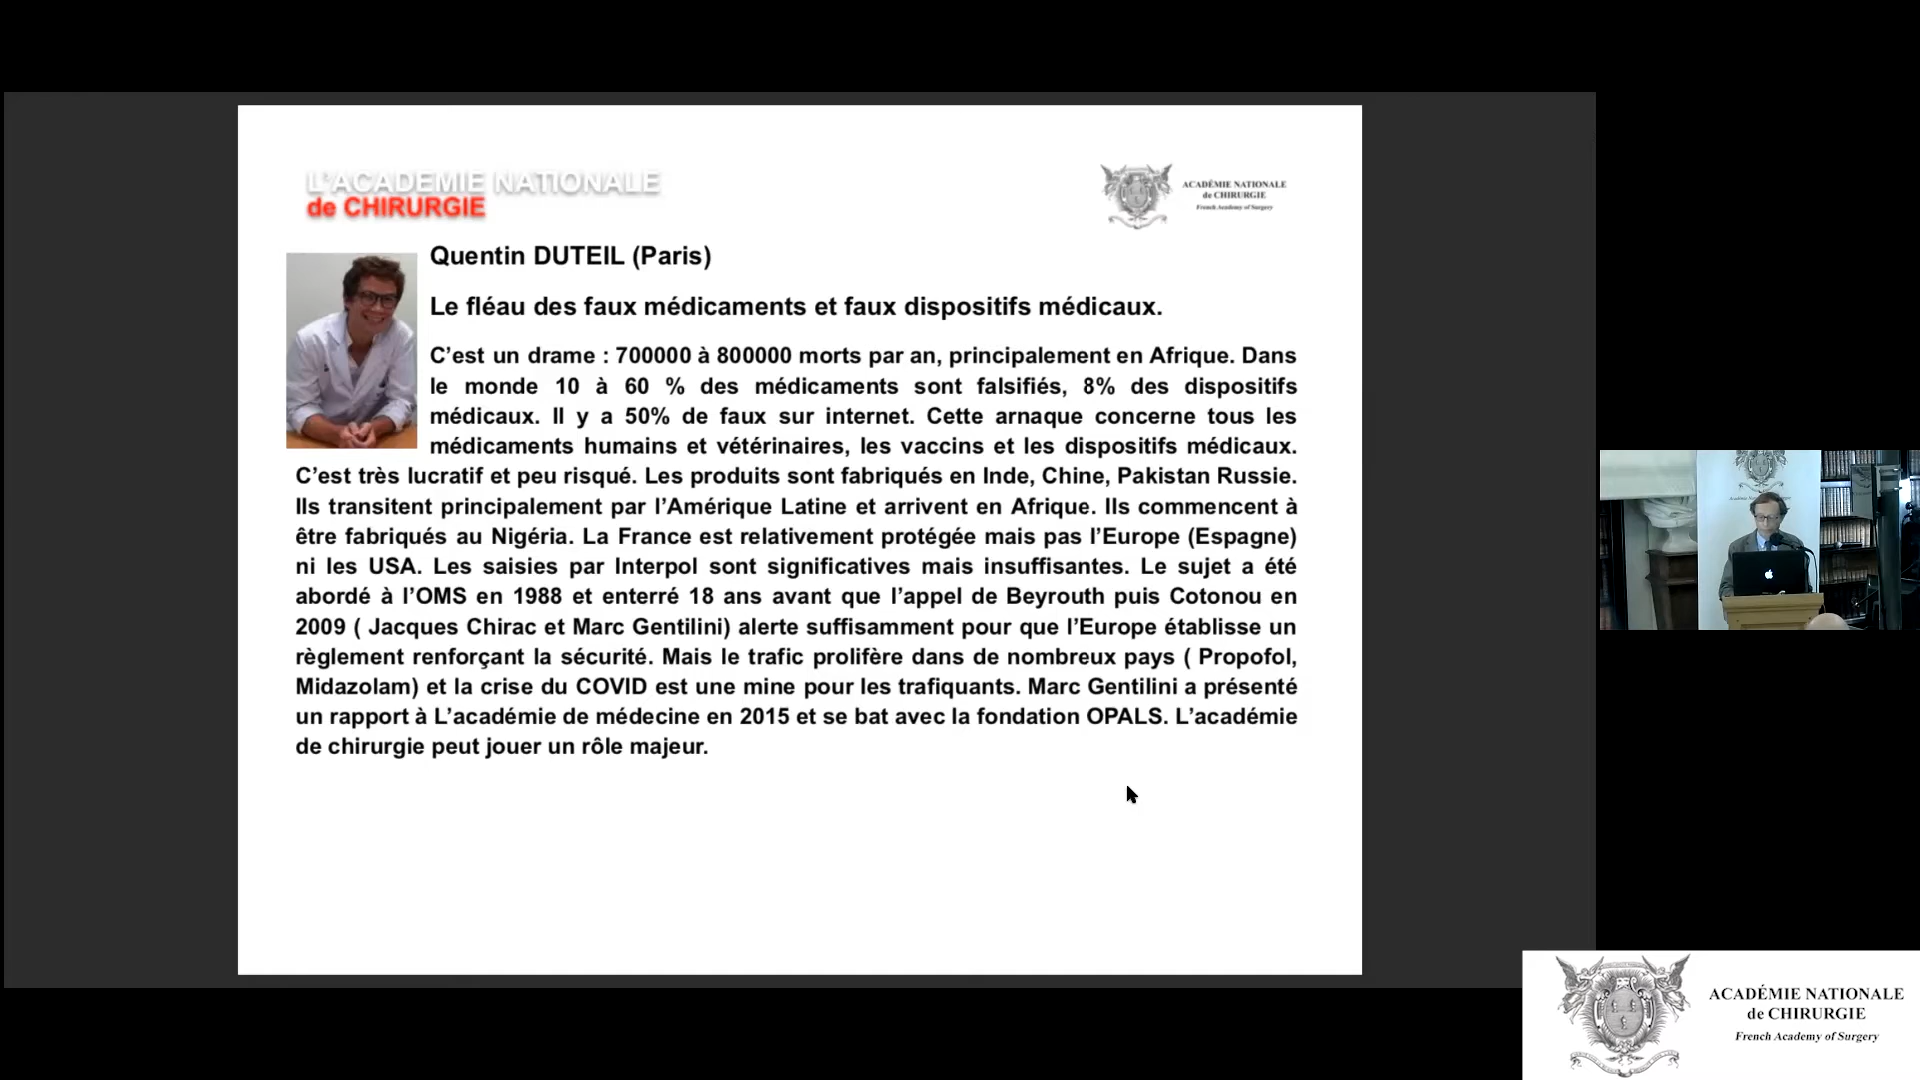 L'ACADEMIE NATIONALE
de CHIRURGIE
ACADÉMIE NATIONALE
de CHIRURGIE
French Academy of Surgery
Quentin DUTEIL (Paris)
Le fléau des faux médicaments et faux dispositifs médicaux.
C'est un drame : 700000 à 800000 morts par an, principalement en Afrique. Dans
le monde 10 à 60 % des médicaments sont falsifiés, 8% des dispositifs
médicaux. Il y a 50% de faux sur internet. Cette arnaque concerne tous les
médicaments humains et vétérinaires, les vaccins et les dispositifs médicaux.
C'est très lucratif et peu risqué. Les produits sont fabriqués en Inde, Chine, Pakistan Russie.
Ils transitent principalement par l'Amérique Latine et arrivent en Afrique. Ils commencent à
être fabriqués au Nigéria. La France est relativement protégée mais pas l'Europe (Espagne)
ni les USA. Les saisies par Interpol sont significatives mais insuffisantes. Le sujet a été
abordé à l'OMS en 1988 et enterré 18 ans avant que l'appel de Beyrouth puis Cotonou en
2009 ( Jacques Chirac et Marc Gentilini) alerte suffisamment pour que l'Europe établisse un
règlement renforçant la sécurité. Mais le trafic prolifère dans de nombreux pays ( Propofol,
Midazolam) et la crise du COVID est une mine pour les trafiquants. Marc Gentilini a présenté
un rapport à L'académie de médecine en 2015 et se bat avec la fondation OPALS. L'académie
de chirurgie peut jouer un rôle majeur.
ACADÉMIE NATIONALE
de CHIRURGIE
French Academy of Surgery